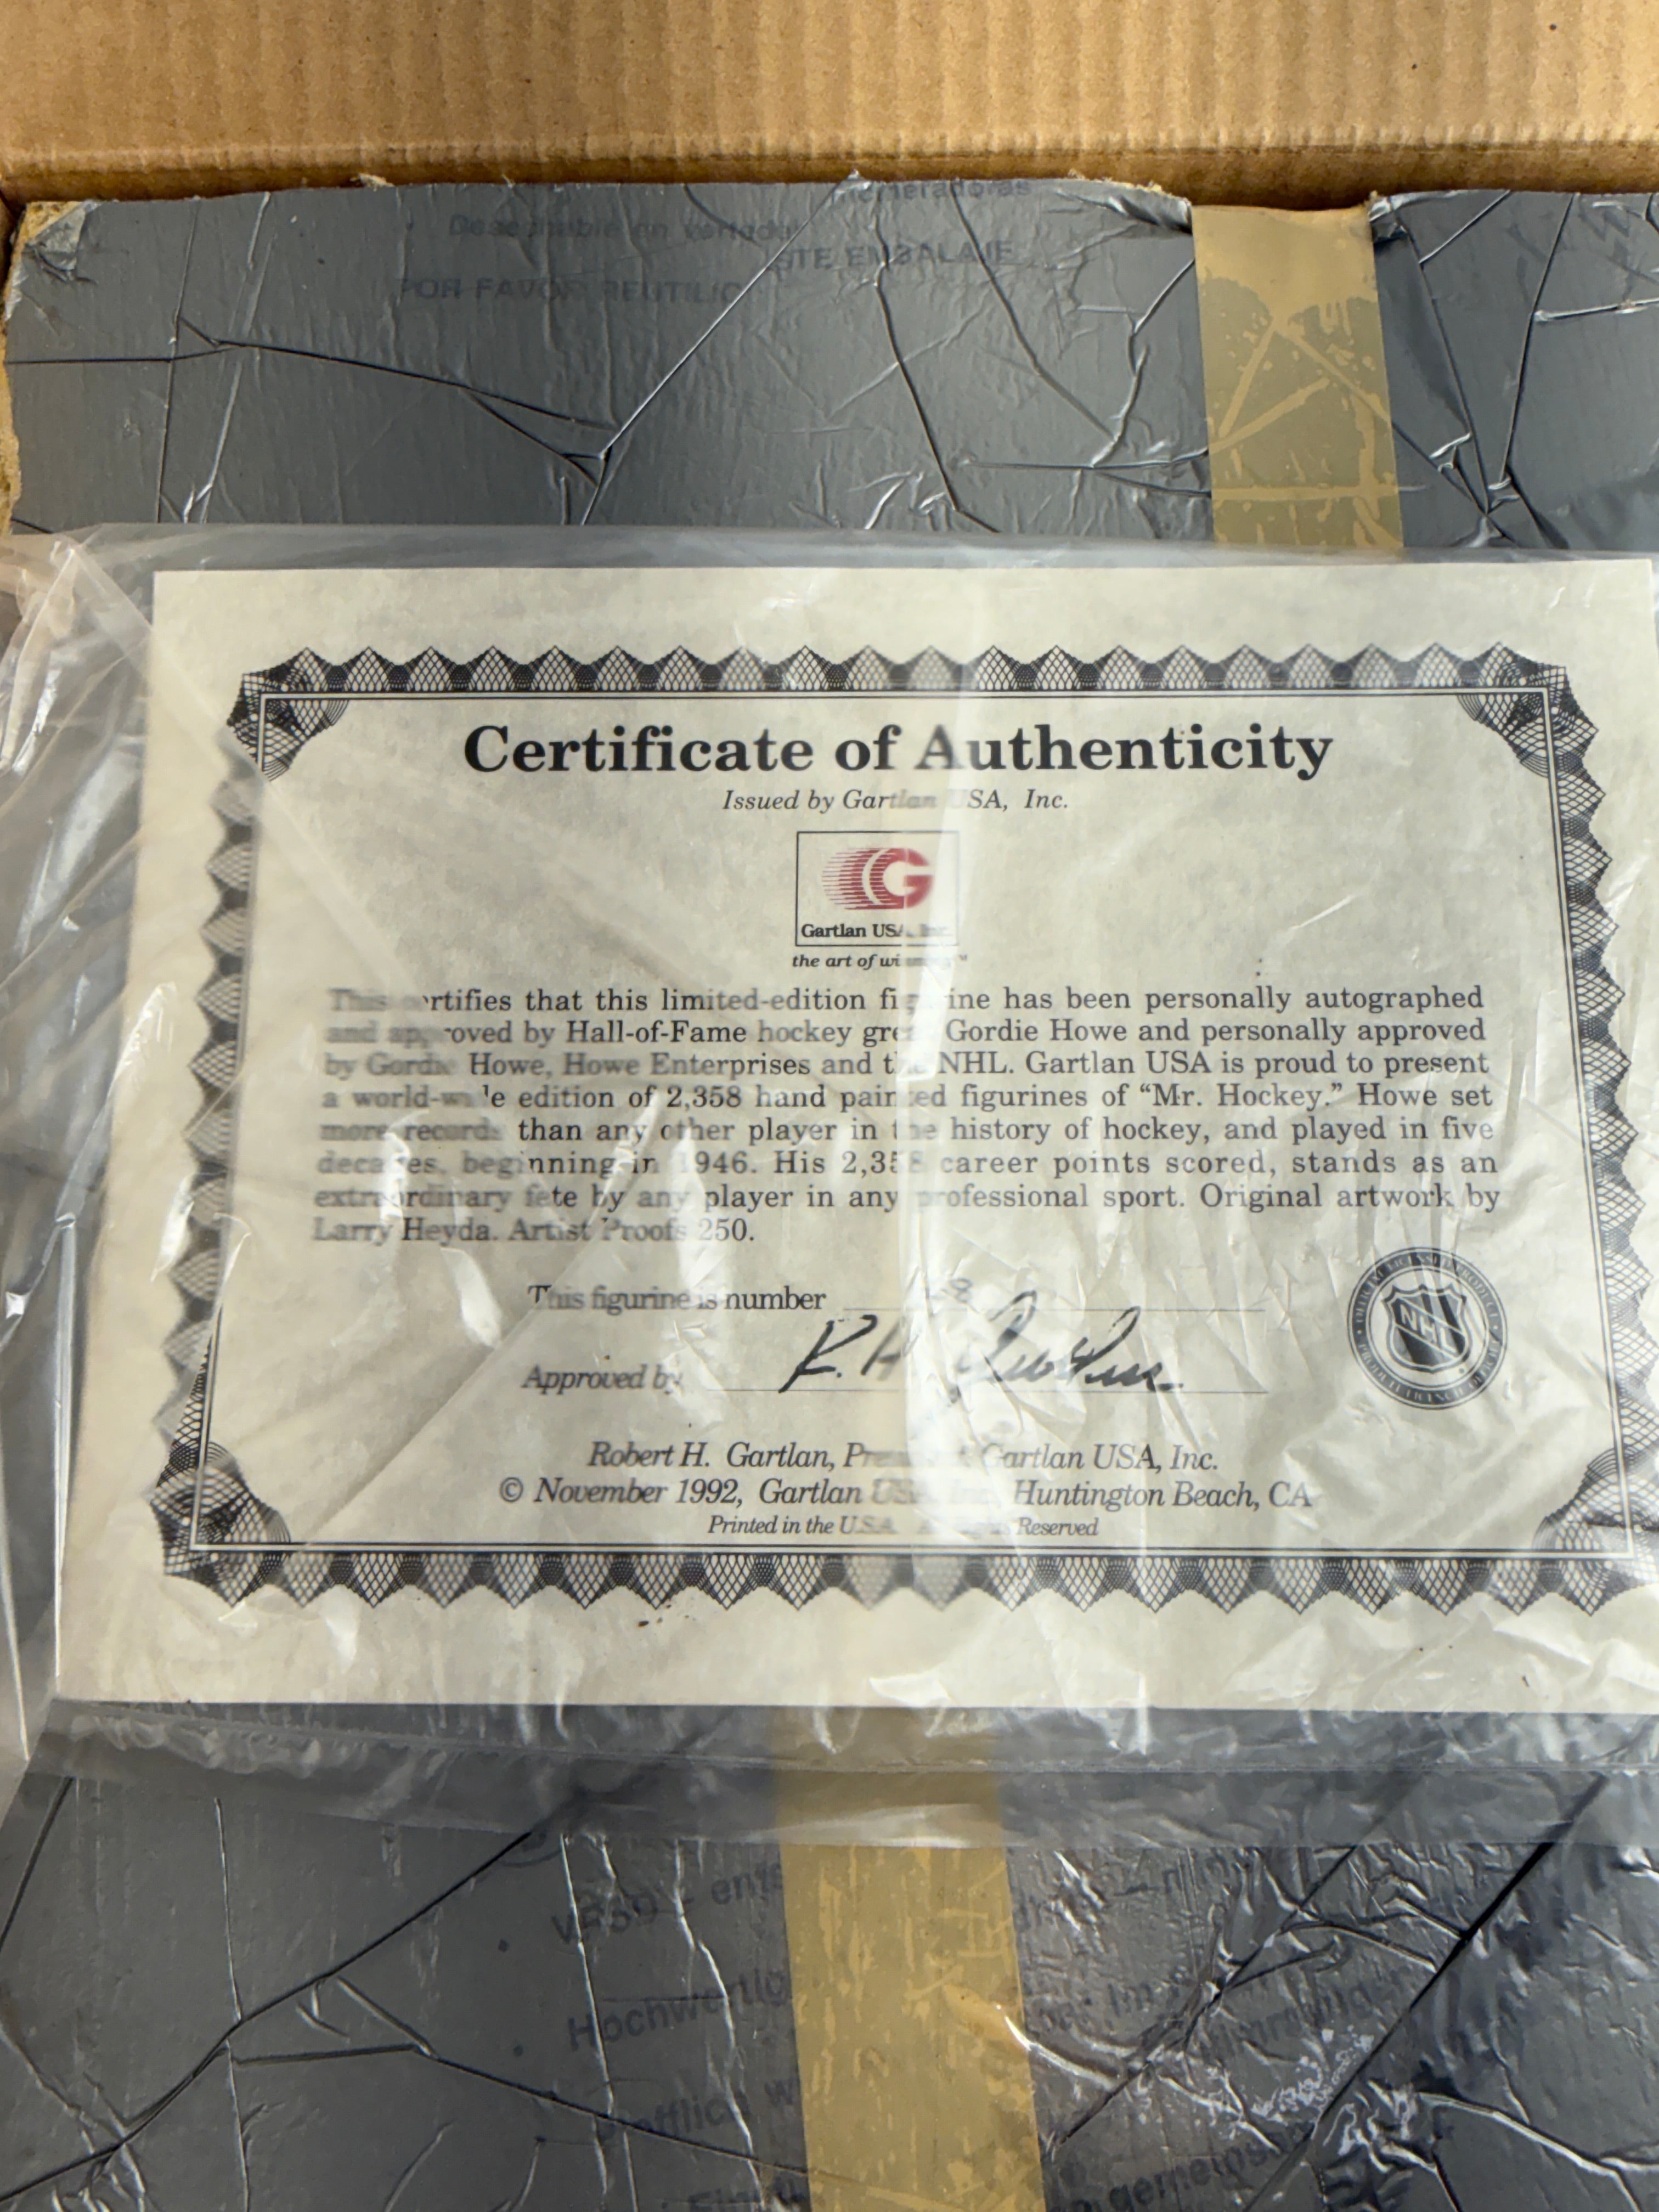 Desechable en vertede
STE EMBALAJE
POR FAVOR REUTILIC
Certificate of Authenticity
Issued by Gartlan USA, Inc.
G
Gartlan USA, Inc.
the art of winning™
This certifies that this limited-edition figurine has been personally autographed
and approved by Hall-of-Fame hockey great Gordie Howe and personally approved
by Gordie Howe, Howe Enterprises and the NHL. Gartlan USA is proud to present
a world-wide edition of 2,358 hand painted figurines of “Mr. Hockey.” Howe set
more records than any other player in the history of hockey, and played in five
decades, beginning in 1946. His 2,358 career points scored, stands as an
extraordinary fete by any player in any professional sport. Original artwork by
Larry Heyda. Artist Proofs 250.
This figurine is number
NHL
Approved by
Robert H. Gartlan, President, Gartlan USA, Inc.
© November 1992, Gartlan USA, Inc. Huntington Beach, CA
Printed in the U.S.A. All Rights Reserved
Hochwertig